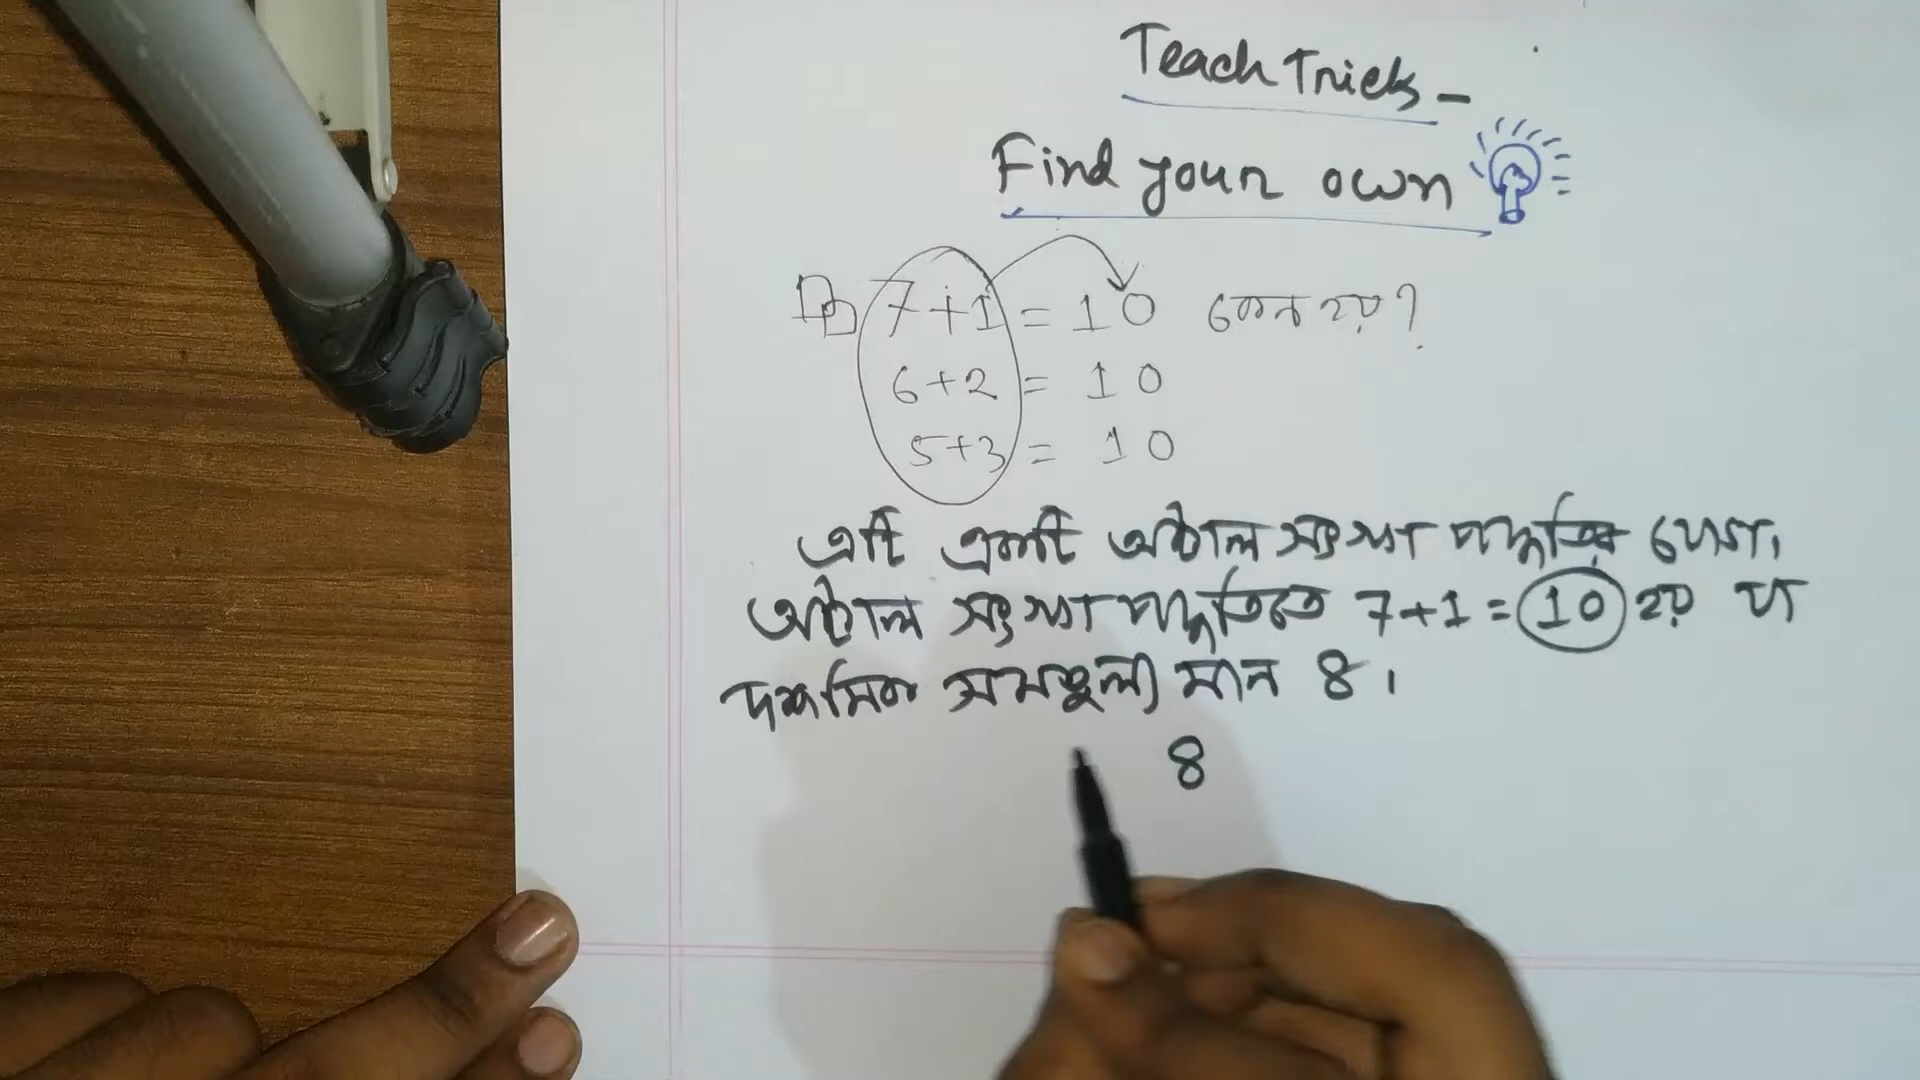 Teach Tricks -
Find your own
7+1 = 10 কেন হয়?
6+2 = 10
5+3 = 10
এটি একটি অক্টাল সংখ্যা পদ্ধতির যোগ।
অক্টাল সংখ্যা পদ্ধতিতে 7+1 = 10 হয় যা
দশমিক সমতুল্য মান 8।
8